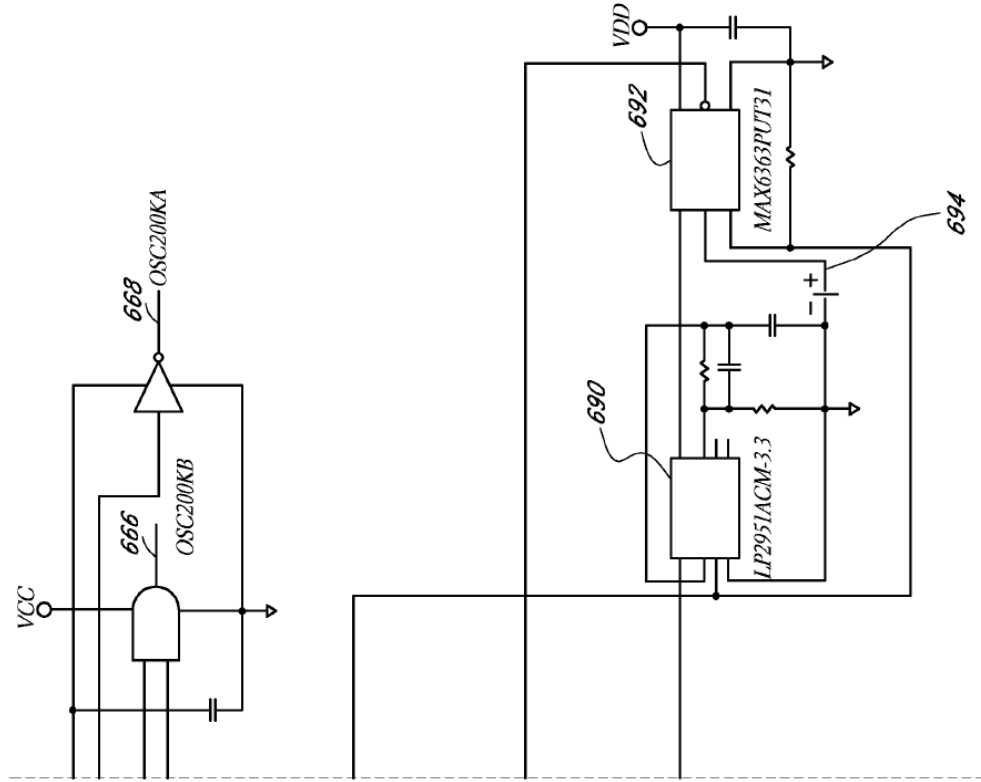 VDD
692
MAX6363PUT31
694
+
−
690
LP2951ACM-3.3
OSC200KA
668
OSC200KB
666
VCC